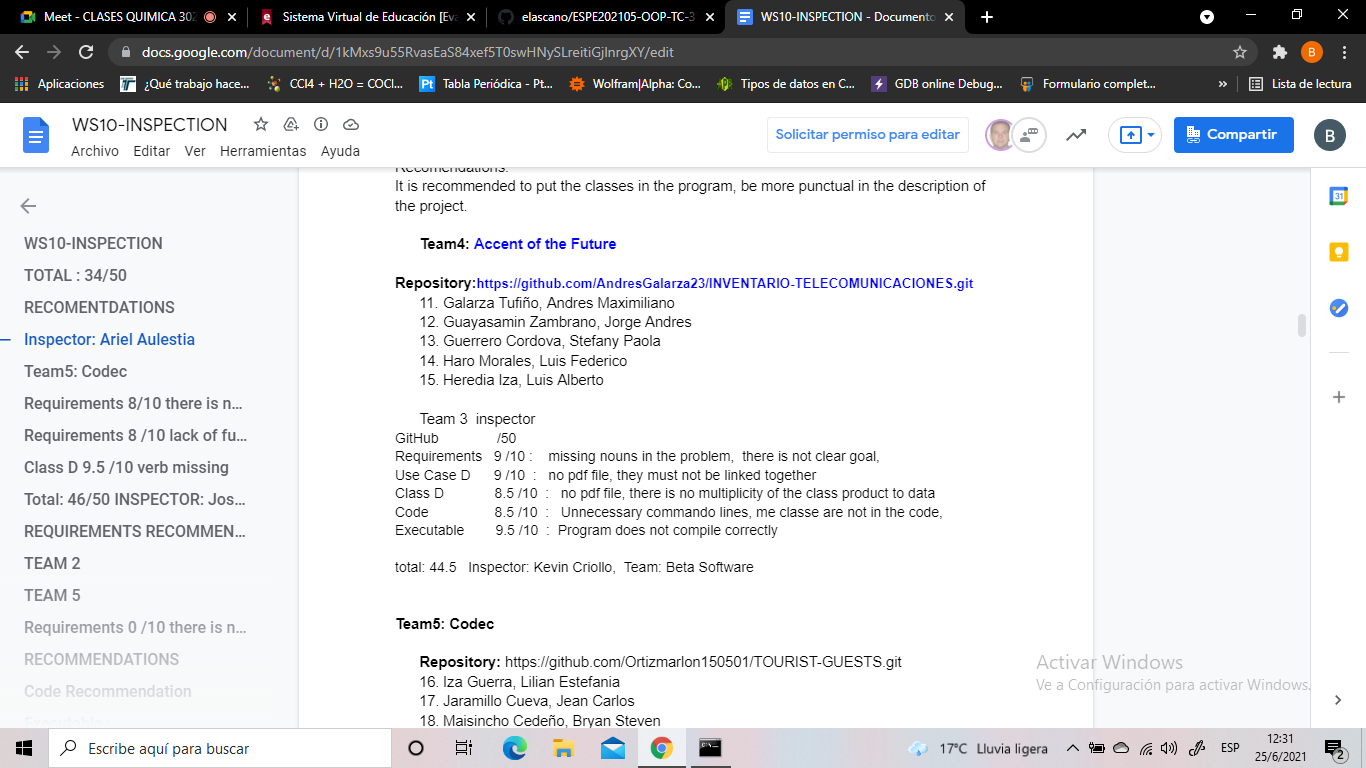 Meet - CLASES QUIMICA 302
Sistema Virtual de Educación [Eva
elascano/ESPE202105-OOP-TC-3
WS10-INSPECTION - Documento
docs.google.com/document/d/1kMxs9u55RvasEaS84xef5T0swHNySLreitiGjInrgXY/edit
B
Aplicaciones
¿Qué trabajo hace...
CCl4 + H2O = COCl...
Pt
Tabla Periódica - Pt...
Wolfram|Alpha: Co...
Tipos de datos en C...
GDB online Debug...
Formulario complet...
»
Lista de lectura
WS10-INSPECTION
Archivo Editar Ver Herramientas Ayuda
Solicitar permiso para editar
Compartir
B
31
WS10-INSPECTION
TOTAL : 34/50
RECOMENTDATIONS
Inspector: Ariel Aulestia
Team5: Codec
Requirements 8/10 there is n...
Requirements 8 /10 lack of fu...
Class D 9.5 /10 verb missing
Total: 46/50 INSPECTOR: Jos...
REQUIREMENTS RECOMMEN...
TEAM 2
TEAM 5
Requirements 0 /10 there is n...
RECOMMENDATIONS
Code Recommendation
Recomendations:
It is recommended to put the classes in the program, be more punctual in the description of
the project.
Team4: Accent of the Future
Repository:https://github.com/AndresGalarza23/INVENTARIO-TELECOMUNICACIONES.git
11. Galarza Tufiño, Andres Maximiliano
12. Guayasamin Zambrano, Jorge Andres
13. Guerrero Cordova, Stefany Paola
14. Haro Morales, Luis Federico
15. Heredia Iza, Luis Alberto
Team 3 inspector
GitHub /50
Requirements 9 /10 : missing nouns in the problem, there is not clear goal,
Use Case D 9 /10 : no pdf file, they must not be linked together
Class D 8.5 /10 : no pdf file, there is no multiplicity of the class product to data
Code 8.5 /10 : Unnecessary commando lines, me classe are not in the code,
Executable 9.5 /10 : Program does not compile correctly
total: 44.5 Inspector: Kevin Criollo, Team: Beta Software
Team5: Codec
Repository: https://github.com/Ortizmarlon150501/TOURIST-GUESTS.git
16. Iza Guerra, Lilian Estefania
17. Jaramillo Cueva, Jean Carlos
18. Maisincho Cedeño, Bryan Steven
Activar Windows
Ve a Configuración para activar Windows.
Escribe aquí para buscar
17°C Lluvia ligera
ESP
12:31
25/6/2021
2